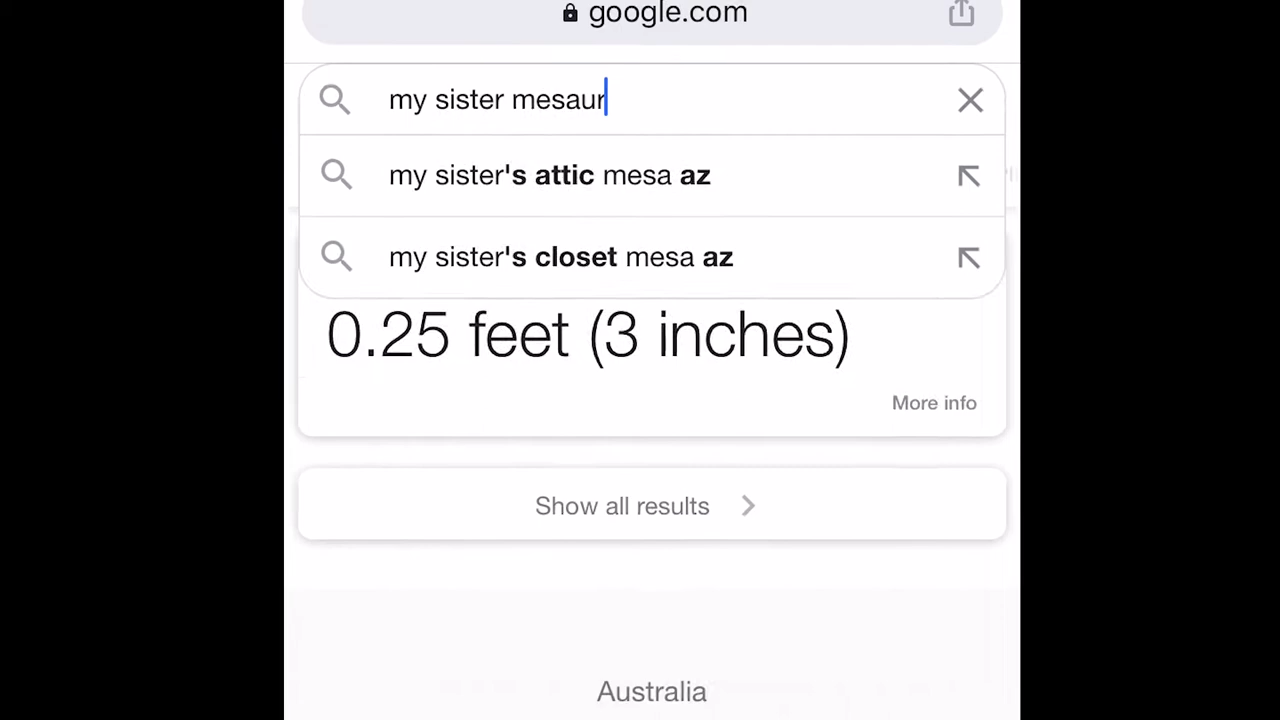 google.com
my sister mesaur
my sister's attic mesa az
my sister's closet mesa az
0.25 feet (3 inches)
More info
Show all results
Australia